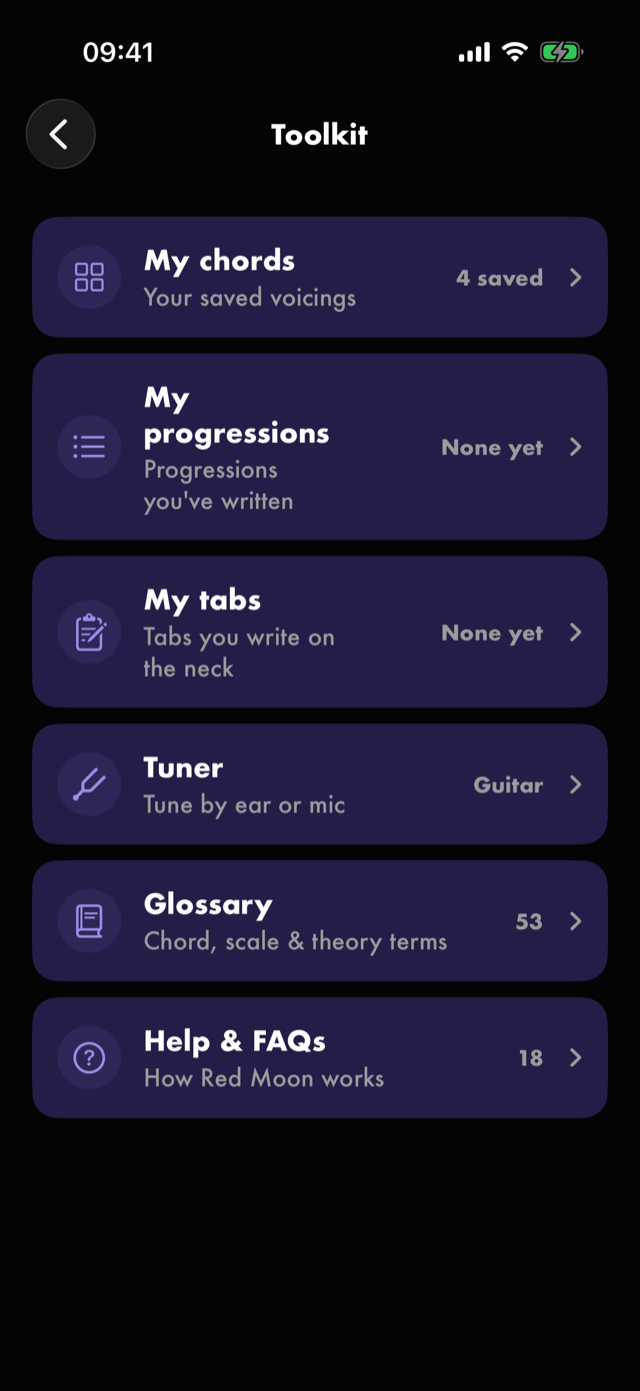 09:41
Toolkit
My chords
Your saved voicings
4 saved
My
progressions
Progressions
you've written
None yet
My tabs
Tabs you write on
the neck
None yet
Tuner
Tune by ear or mic
Guitar
Glossary
Chord, scale & theory terms
53
Help & FAQs
How Red Moon works
18